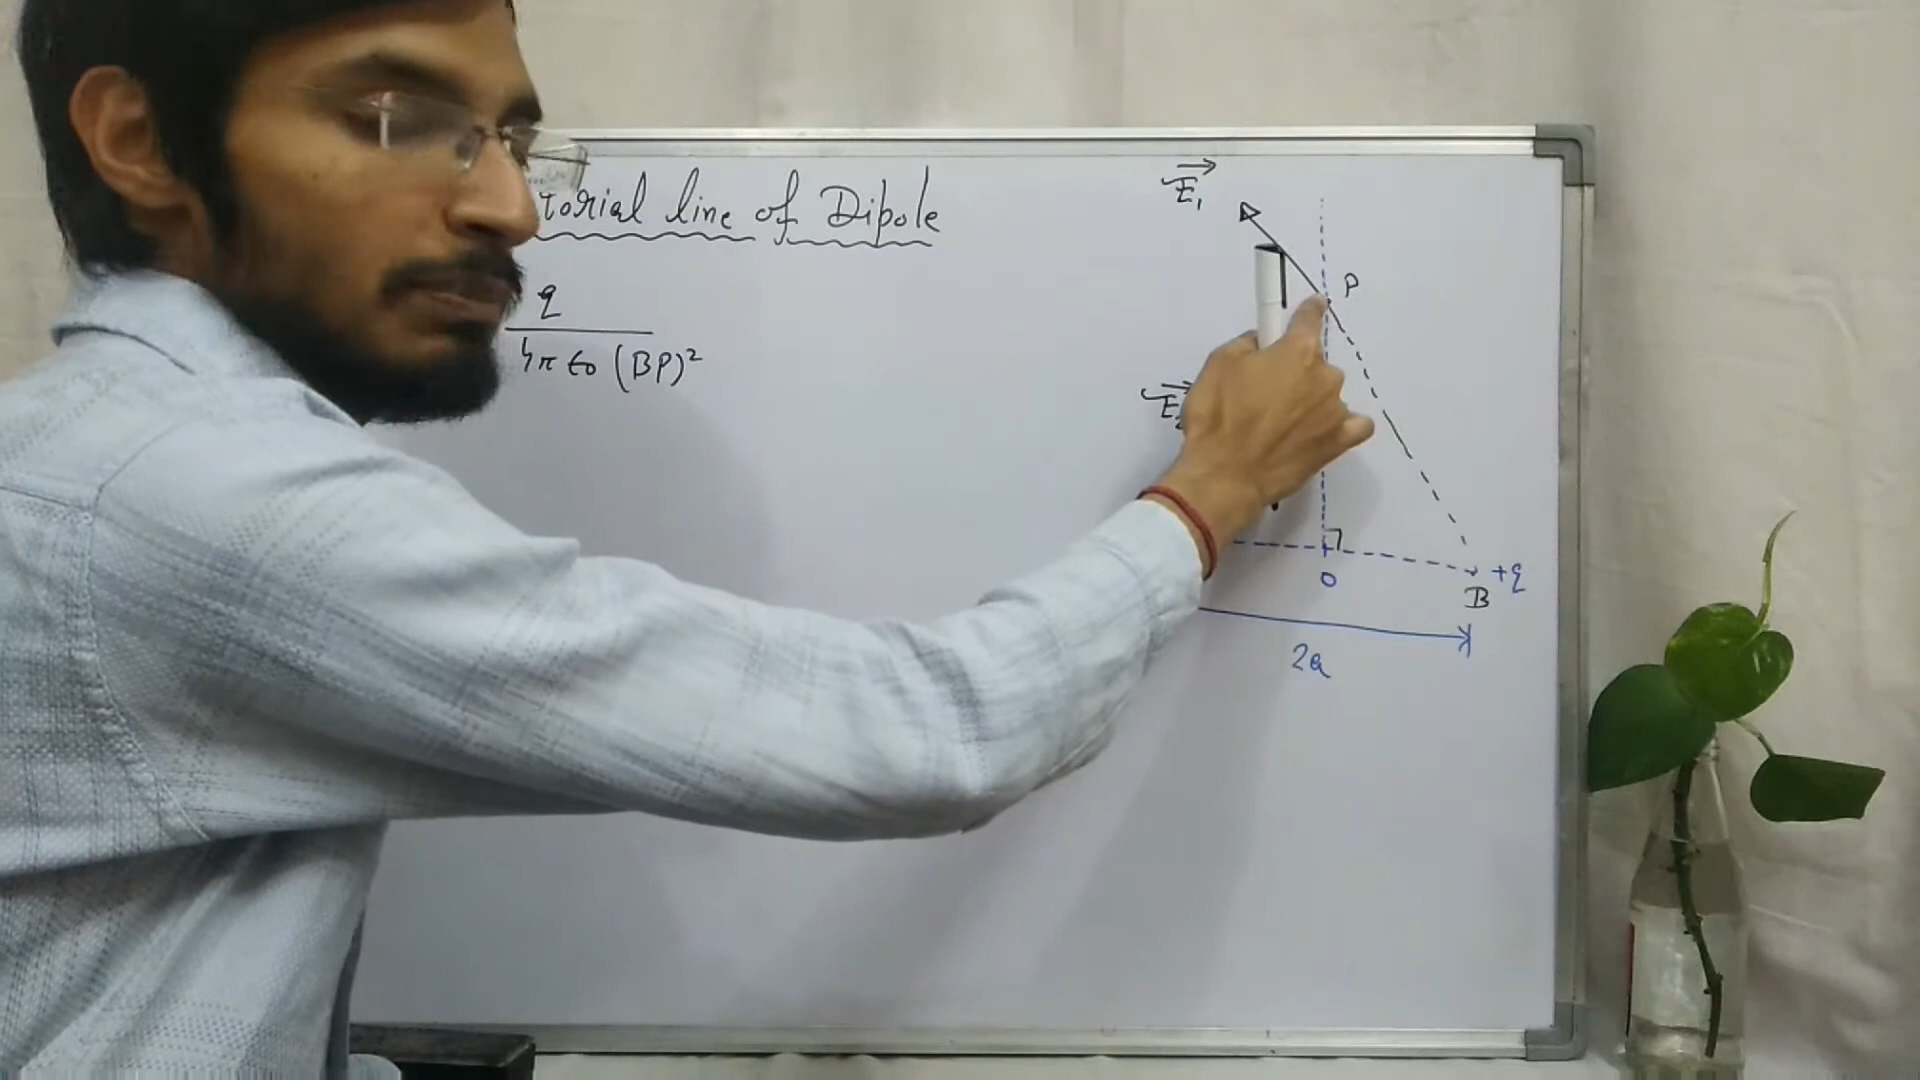 torial line of Dipole
q
4π ε0 (BP)²
E₁
P
E₂
O
+q
B
2a